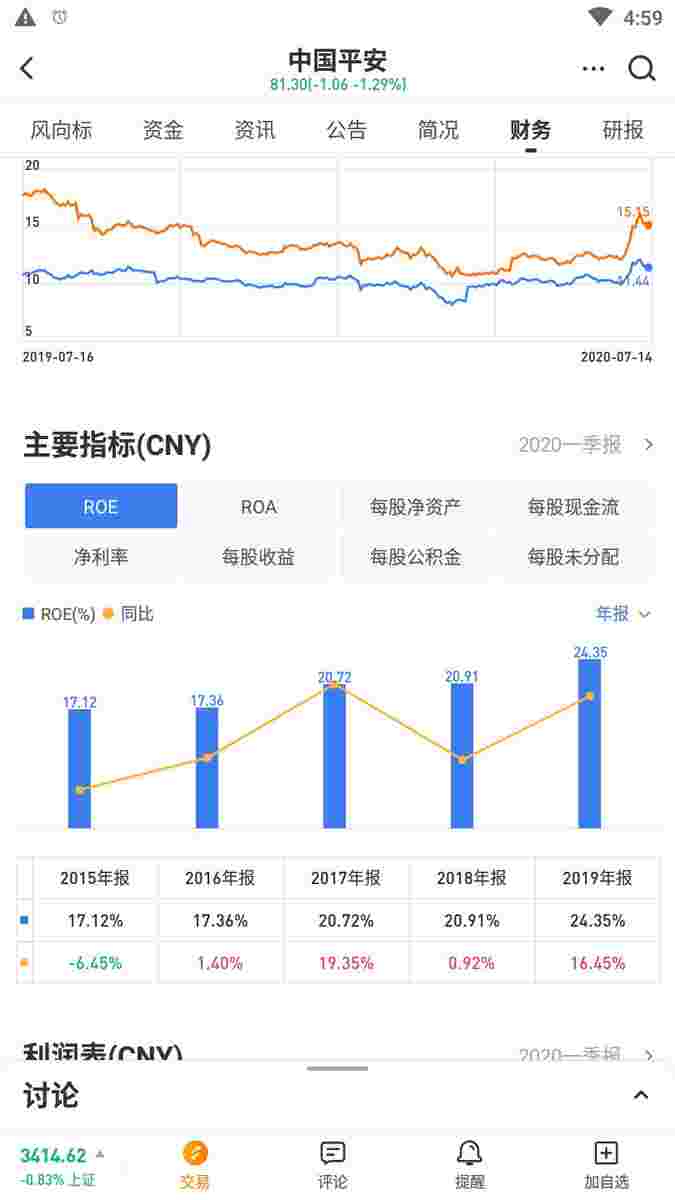 4:59
中国平安
81.30(-1.06 -1.29%)
风向标 资金 资讯 公告 简况 财务 研报
20
15
10
5
15.15
11.44
2019-07-16 2020-07-14
主要指标(CNY) 2020一季报
ROE ROA 每股净资产 每股现金流
净利率 每股收益 每股公积金 每股未分配
ROE(%) 同比 年报
17.12 17.36 20.72 20.91 24.35
2015年报 2016年报 2017年报 2018年报 2019年报
17.12% 17.36% 20.72% 20.91% 24.35%
-6.45% 1.40% 19.35% 0.92% 16.45%
利润表(CNY) 2020一季报
讨论
3414.62
-0.83% 上证
交易 评论 提醒 加自选